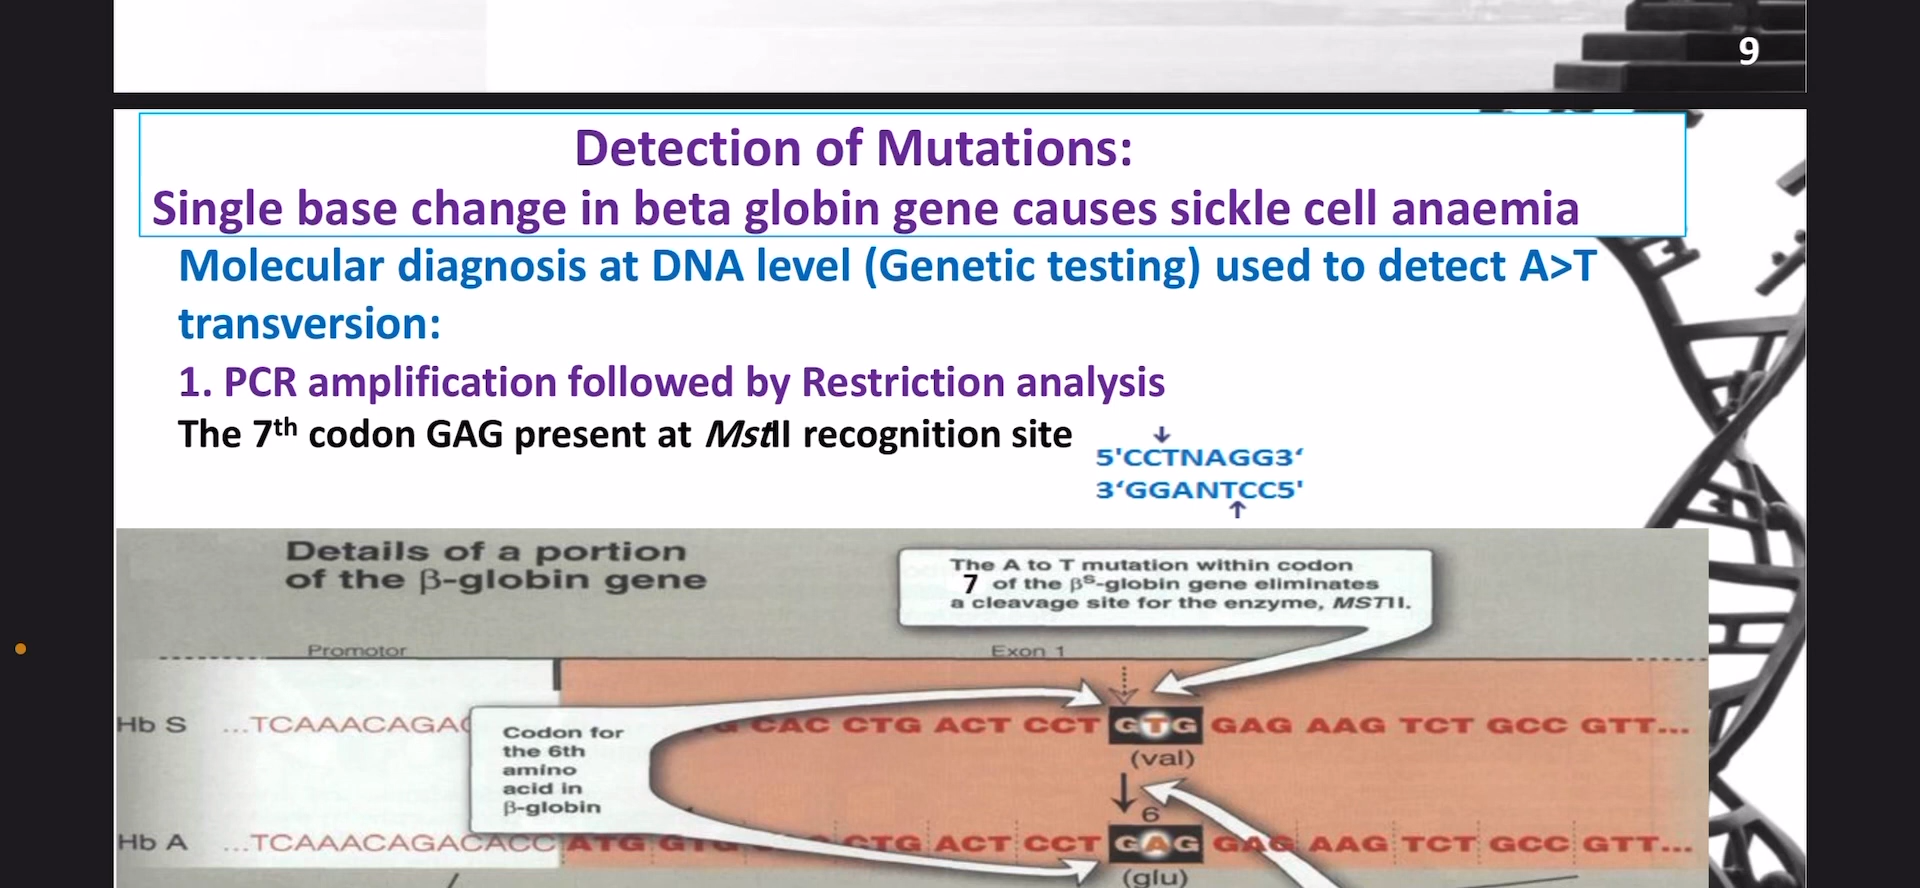 9
Detection of Mutations:
Single base change in beta globin gene causes sickle cell anaemia
Molecular diagnosis at DNA level (Genetic testing) used to detect A>T
transversion:
1. PCR amplification followed by Restriction analysis
The 7th codon GAG present at MstII recognition site
5'CCTNAGG3‘
3‘GGANTCC5'
Details of a portion
of the β-globin gene
The A to T mutation within codon
7 of the βS-globin gene eliminates
a cleavage site for the enzyme, MSTII.
Promotor
Exon 1
Hb S ...TCAAACAGA CAC CTG ACT CCT GTG GAG AAG TCT GCC GTT...
(val)
Codon for
the 6th
amino
acid in
β-globin
6
Hb A ...TCAAACAGACACC ATG CTG ACT CCT GAG GAG AAG TCT GCC GTT...
(glu)